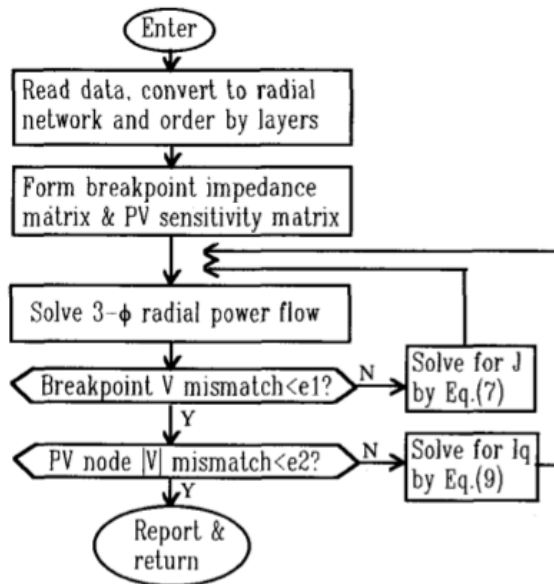 Enter
Read data, convert to radial
network and order by layers
Form breakpoint impedance
matrix & PV sensitivity matrix
Solve 3-ϕ radial power flow
Breakpoint V mismatch<e1?
N
Solve for J
by Eq.(7)
Y
PV node |V| mismatch<e2?
N
Solve for Iq
by Eq.(9)
Y
Report &
return